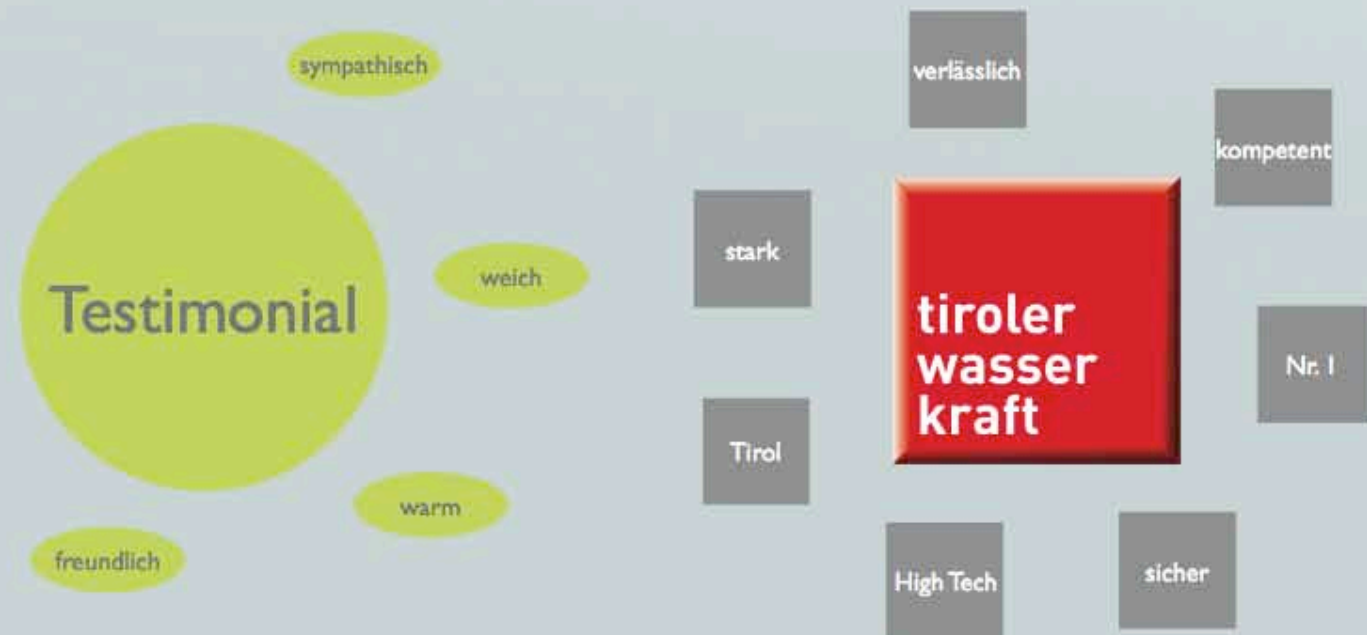 sympathisch
Testimonial
weich
warm
freundlich
verlässlich
kompetent
stark
tiroler
wasser
kraft
Nr. 1
Tirol
High Tech
sicher